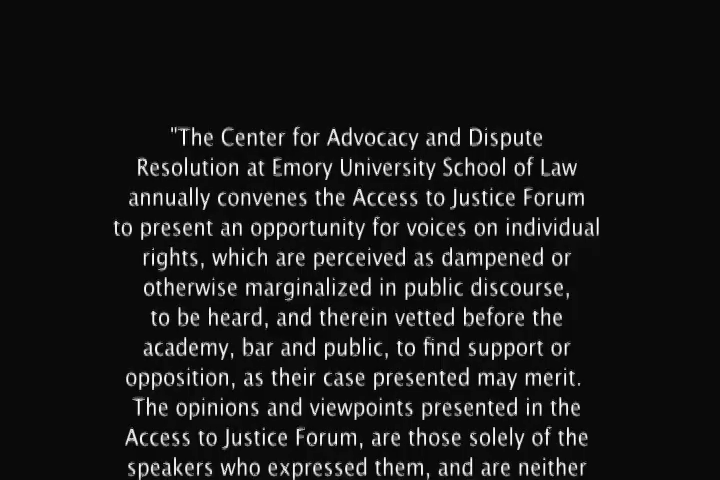 "The Center for Advocacy and Dispute
Resolution at Emory University School of Law
annually convenes the Access to Justice Forum
to present an opportunity for voices on individual
rights, which are perceived as dampened or
otherwise marginalized in public discourse,
to be heard, and therein vetted before the
academy, bar and public, to find support or
opposition, as their case presented may merit.
The opinions and viewpoints presented in the
Access to Justice Forum, are those solely of the
speakers who expressed them, and are neither